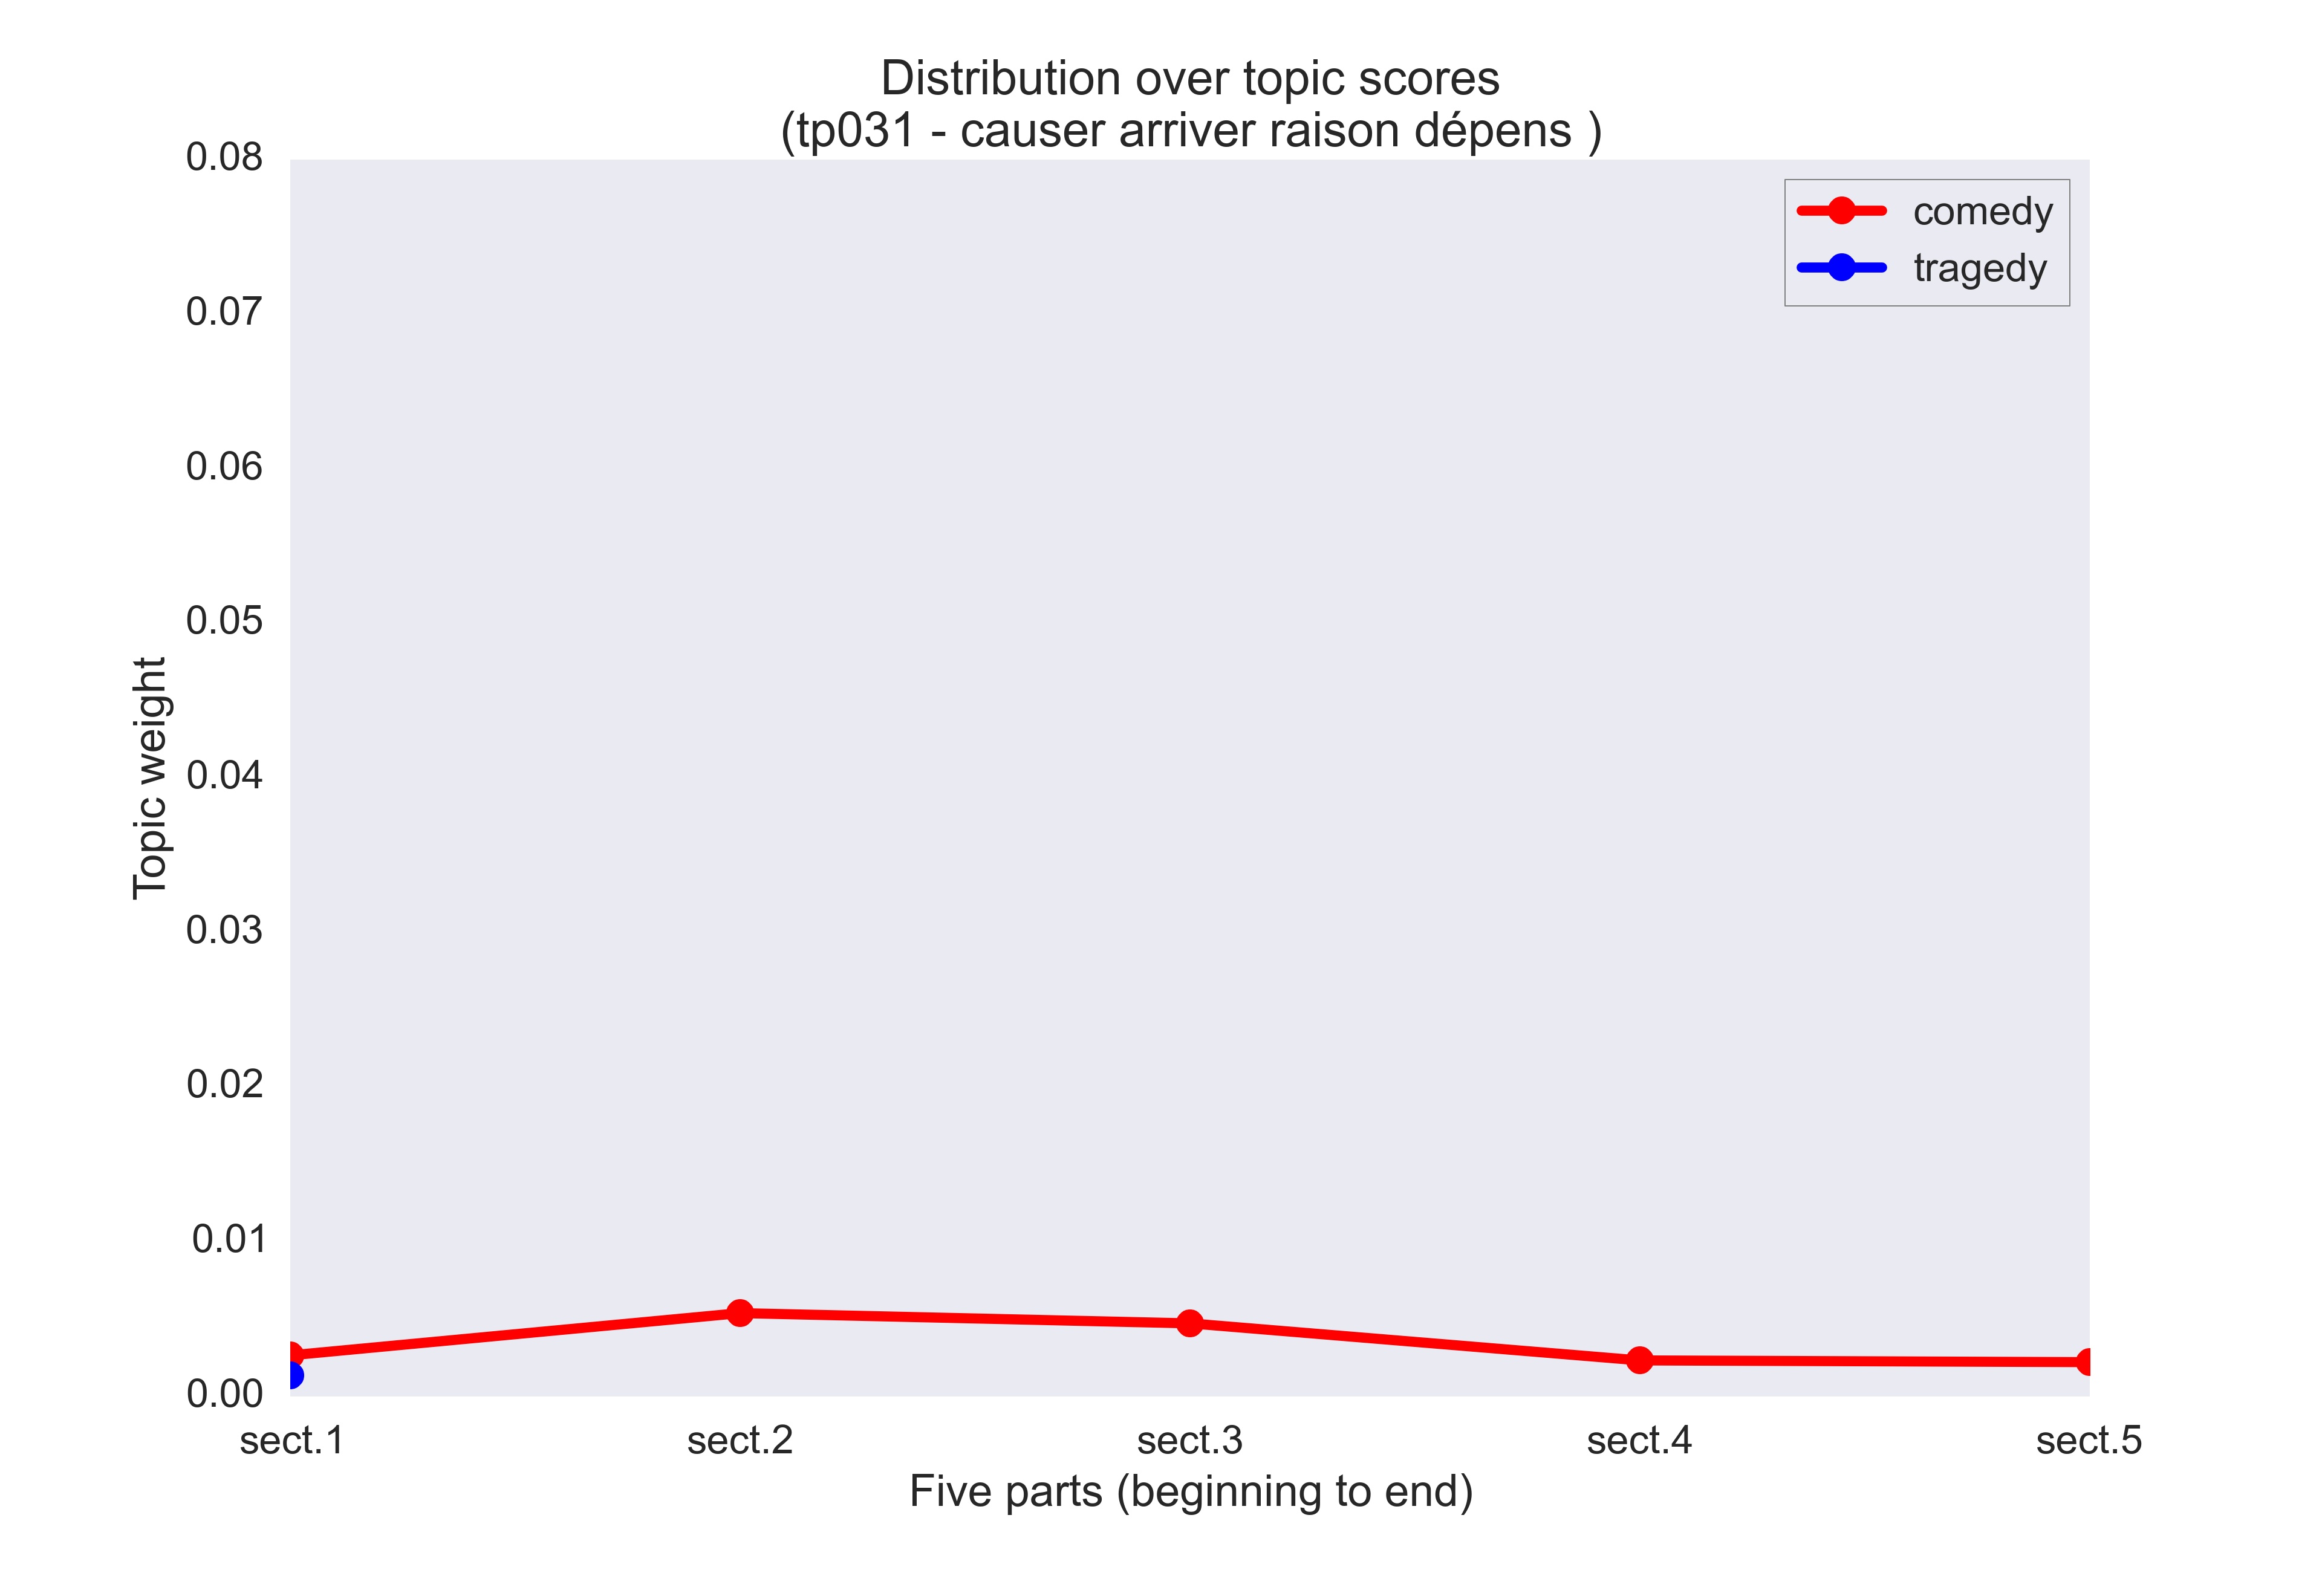 Distribution over topic scores
(tp031 - causer arriver raison dépens )
comedy
tragedy
0.08
0.07
0.06
0.05
0.04
0.03
0.02
0.01
0.00
Topic weight
sect.1
sect.2
sect.3
sect.4
sect.5
Five parts (beginning to end)